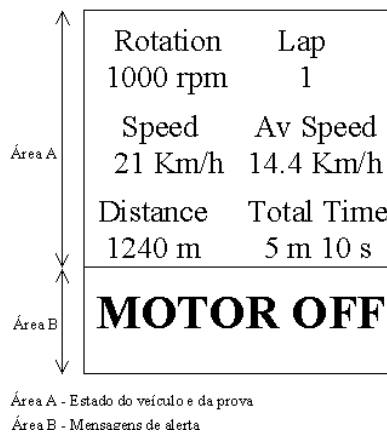 Rotation Lap
1000 rpm 1
Speed Av Speed
21 Km/h 14.4 Km/h
Área A
Distance Total Time
1240 m 5 m 10 s
Área B
MOTOR OFF
Área A - Estado do veículo e da prova
Área B - Mensagens de alerta